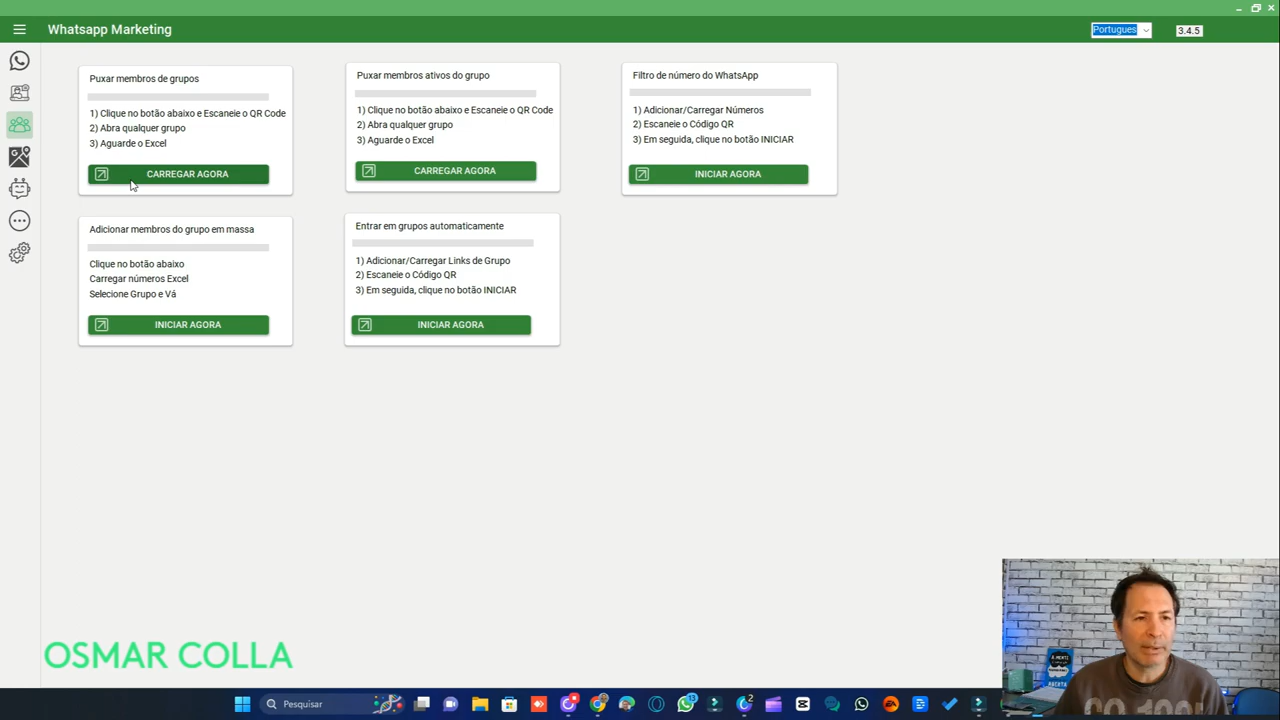 Whatsapp Marketing
Portugues
3.4.5
Puxar membros de grupos
1) Clique no botão abaixo e Escaneie o QR Code
2) Abra qualquer grupo
3) Aguarde o Excel
CARREGAR AGORA
Puxar membros ativos do grupo
1) Clique no botão abaixo e Escaneie o QR Code
2) Abra qualquer grupo
3) Aguarde o Excel
CARREGAR AGORA
Filtro de número do WhatsApp
1) Adicionar/Carregar Números
2) Escaneie o Código QR
3) Em seguida, clique no botão INICIAR
INICIAR AGORA
Adicionar membros do grupo em massa
Clique no botão abaixo
Carregar números Excel
Selecione Grupo e Vá
INICIAR AGORA
Entrar em grupos automaticamente
1) Adicionar/Carregar Links de Grupo
2) Escaneie o Código QR
3) Em seguida, clique no botão INICIAR
INICIAR AGORA
OSMAR COLLA
Pesquisar